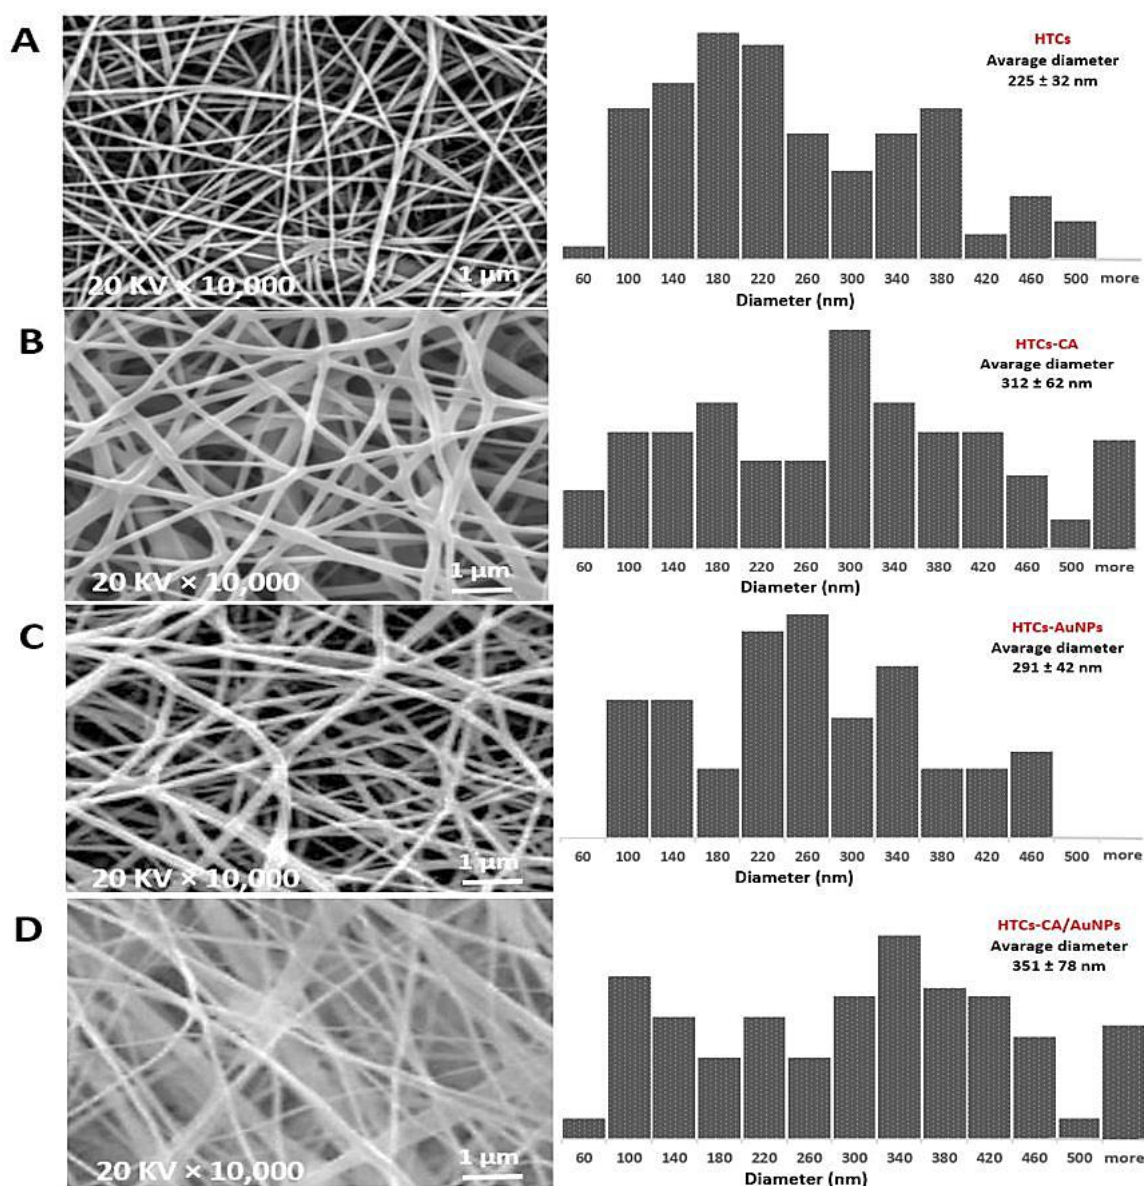 A
20 KV × 10,000
1 µm
HTCs
Avarage diameter
225 ± 32 nm
60 100 140 180 220 260 300 340 380 420 460 500 more
Diameter (nm)
B
20 KV × 10,000
1 µm
HTCs-CA
Avarage diameter
312 ± 62 nm
60 100 140 180 220 260 300 340 380 420 460 500 more
Diameter (nm)
C
20 KV × 10,000
1 µm
HTCs-AuNPs
Avarage diameter
291 ± 42 nm
60 100 140 180 220 260 300 340 380 420 460 500 more
Diameter (nm)
D
20 KV × 10,000
1 µm
HTCs-CA/AuNPs
Avarage diameter
351 ± 78 nm
60 100 140 180 220 260 300 340 380 420 460 500 more
Diameter (nm)